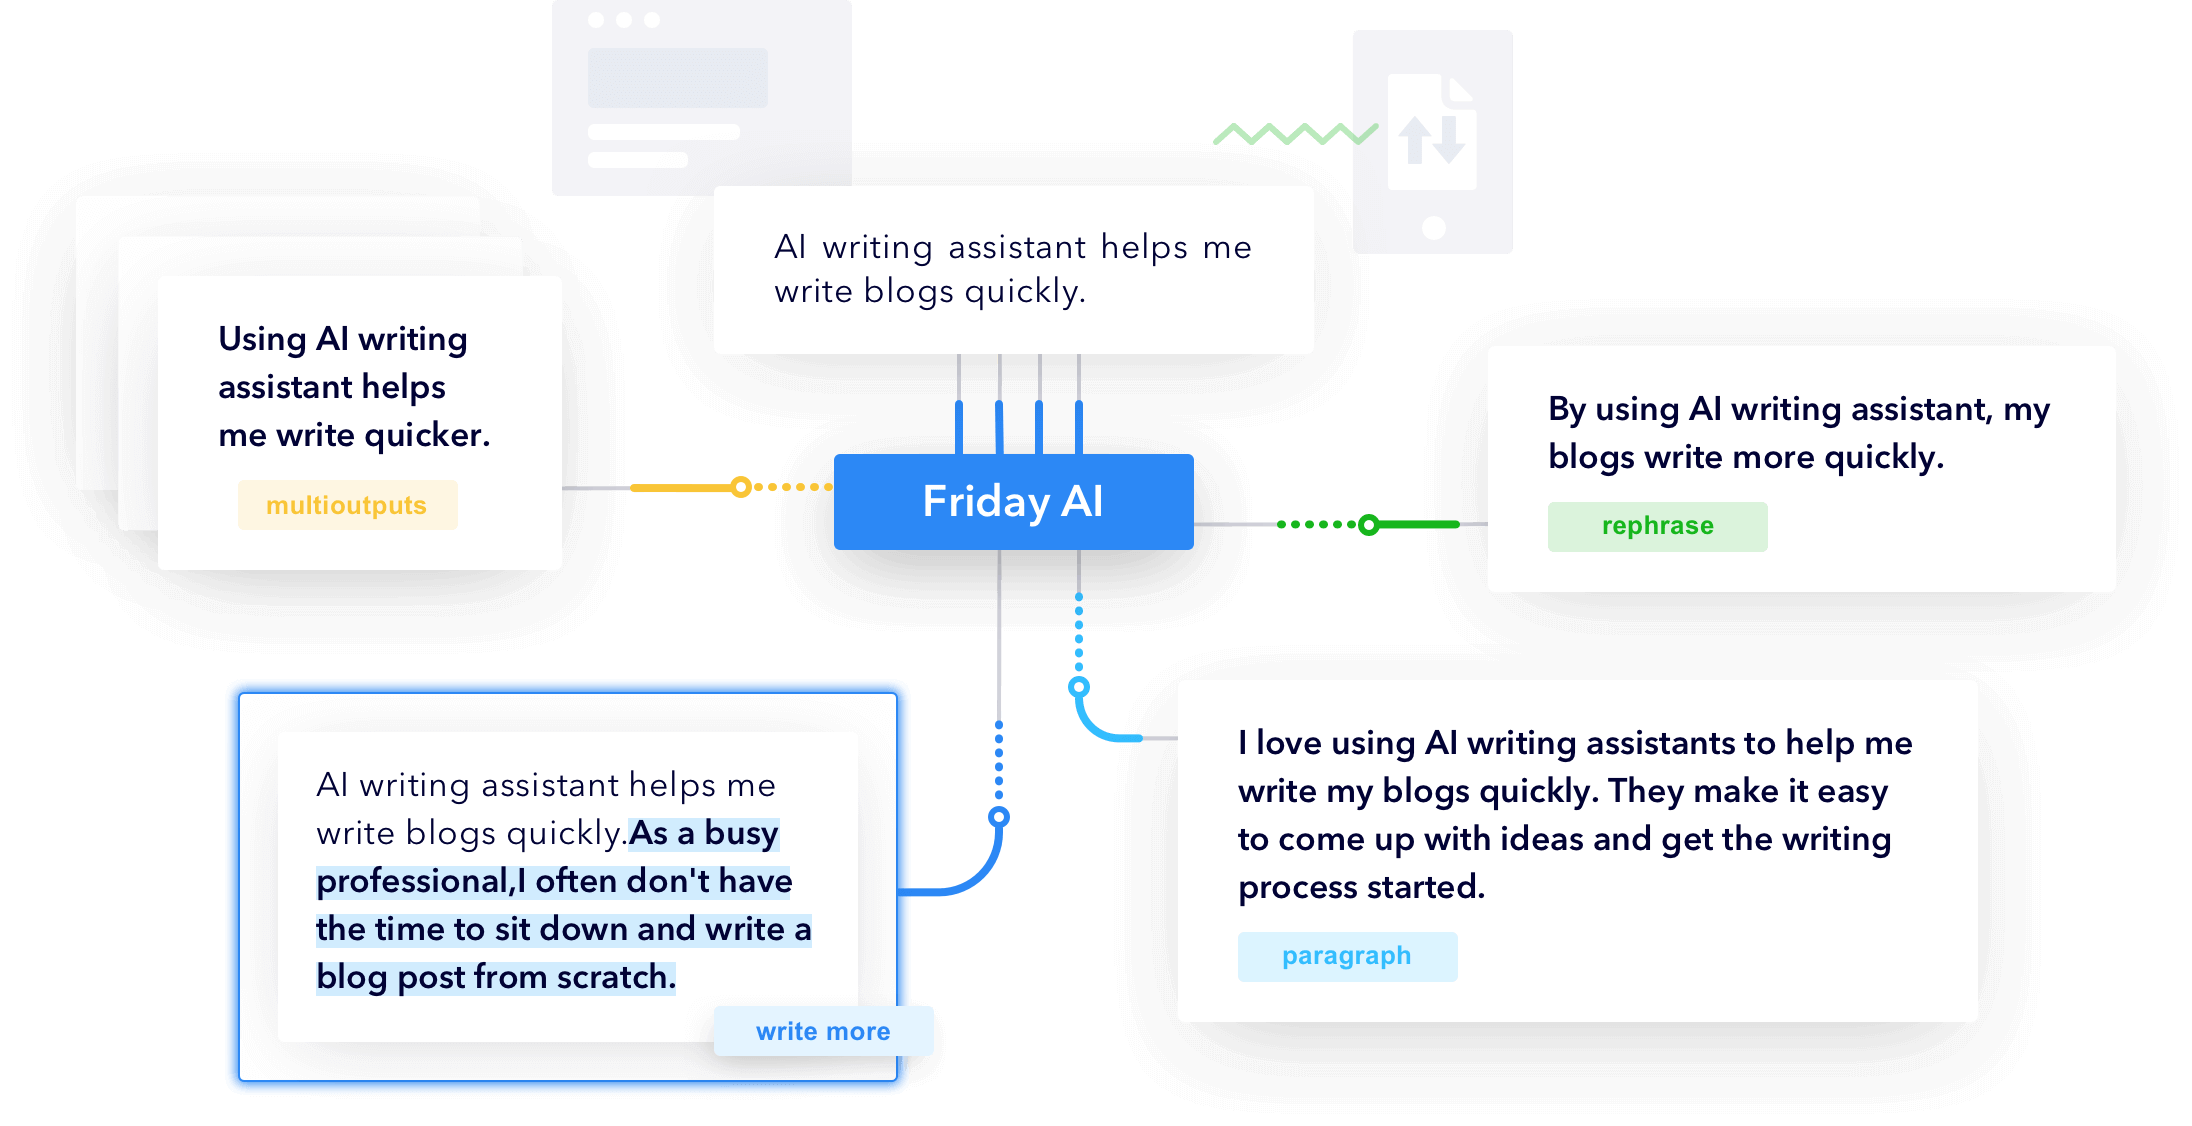 AI writing assistant helps me
write blogs quickly.
Using AI writing
assistant helps
me write quicker.
multioutputs
Friday AI
By using AI writing assistant, my
blogs write more quickly.
rephrase
AI writing assistant helps me
write blogs quickly.As a busy
professional,I often don't have
the time to sit down and write a
blog post from scratch.
write more
I love using AI writing assistants to help me
write my blogs quickly. They make it easy
to come up with ideas and get the writing
process started.
paragraph